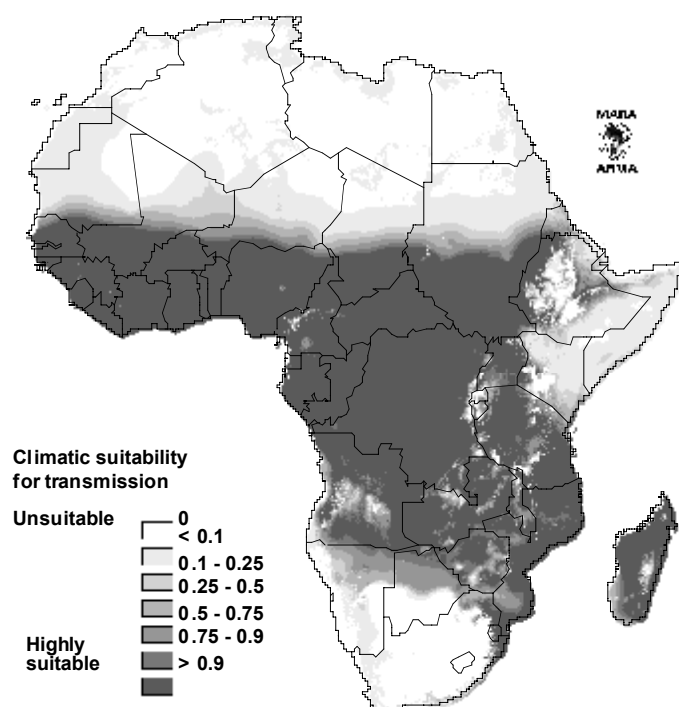 MARA
ARMA
Climatic suitability
for transmission
Unsuitable
0
< 0.1
0.1 - 0.25
0.25 - 0.5
0.5 - 0.75
0.75 - 0.9
Highly
suitable
> 0.9